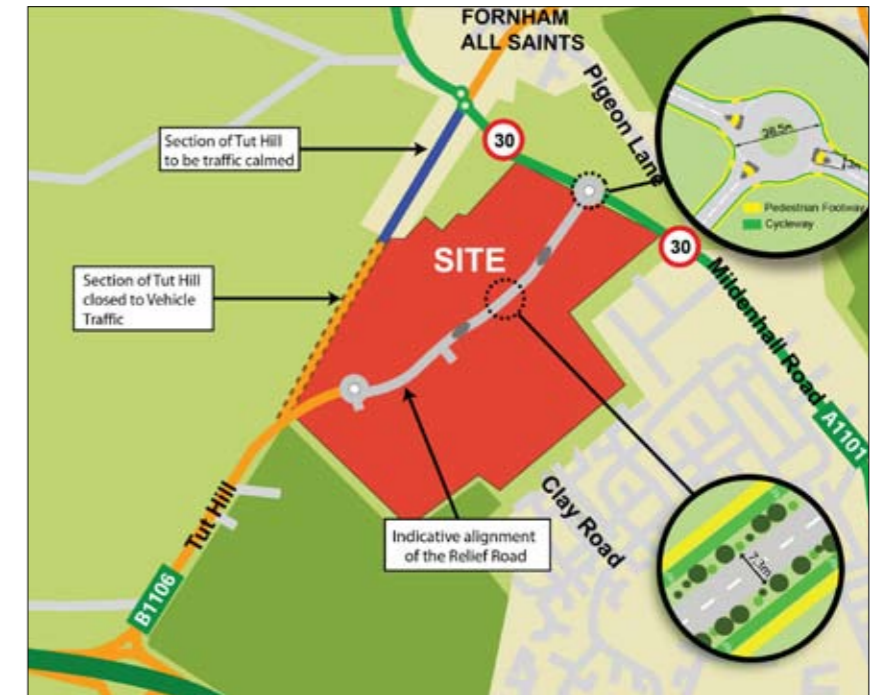 FORNHAM
ALL SAINTS
Pigeon Lane
Section of Tut Hill
to be traffic calmed
30
Pedestrian Footway
Cycleway
SITE
30
Section of Tut Hill
closed to Vehicle
Traffic
Mildenhall Road
A1101
Clay Road
Tut Hill
Indicative alignment
of the Relief Road
7.3m
B1106